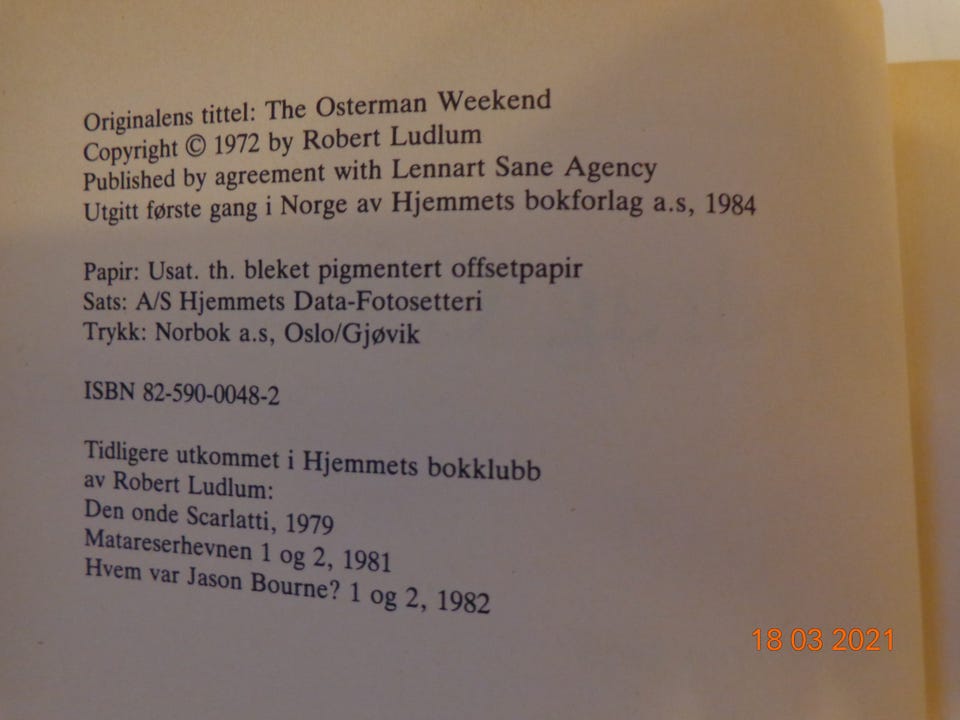 Originalens tittel: The Osterman Weekend
Copyright © 1972 by Robert Ludlum
Published by agreement with Lennart Sane Agency
Utgitt første gang i Norge av Hjemmets bokforlag a.s, 1984
Papir: Usat. th. bleket pigmentert offsetpapir
Sats: A/S Hjemmets Data-Fotosetteri
Trykk: Norbok a.s, Oslo/Gjøvik
ISBN 82-590-0048-2
Tidligere utkommet i Hjemmets bokklubb
av Robert Ludlum:
Den onde Scarlatti, 1979
Matareserhevnen 1 og 2, 1981
Hvem var Jason Bourne? 1 og 2, 1982
18 03 2021